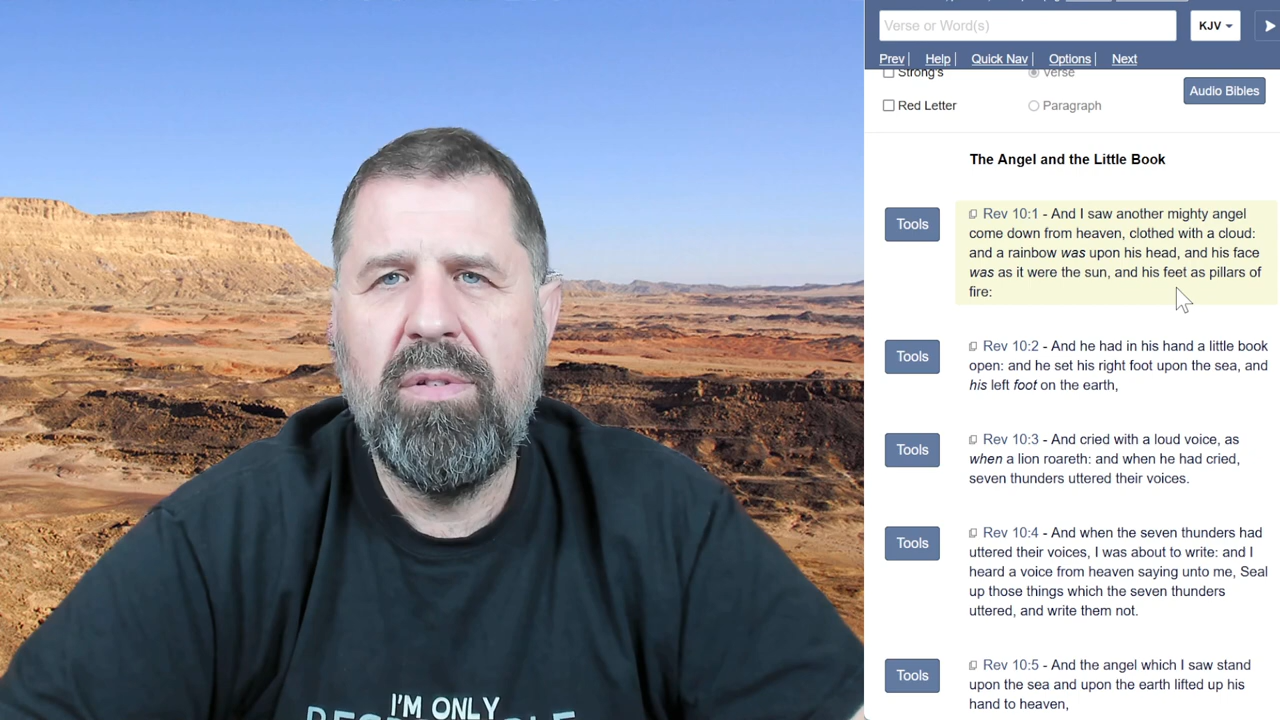 Verse or Word(s)
KJV
Prev | Help | Quick Nav | Options | Next
Strong's
Verse
Audio Bibles
Red Letter
Paragraph
The Angel and the Little Book
Tools
Rev 10:1 - And I saw another mighty angel
come down from heaven, clothed with a cloud:
and a rainbow was upon his head, and his face
was as it were the sun, and his feet as pillars of
fire:
Tools
Rev 10:2 - And he had in his hand a little book
open: and he set his right foot upon the sea, and
his left foot on the earth,
Tools
Rev 10:3 - And cried with a loud voice, as
when a lion roareth: and when he had cried,
seven thunders uttered their voices.
Tools
Rev 10:4 - And when the seven thunders had
uttered their voices, I was about to write: and I
heard a voice from heaven saying unto me, Seal
up those things which the seven thunders
uttered, and write them not.
Tools
Rev 10:5 - And the angel which I saw stand
upon the sea and upon the earth lifted up his
hand to heaven,
I'M ONLY